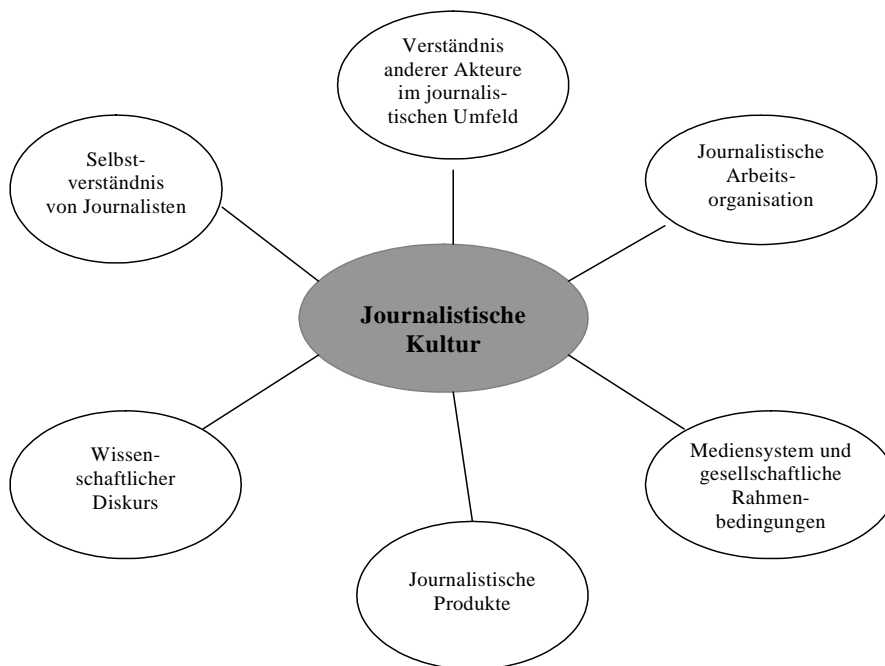 Verständnis
anderer Akteure
im journalis-
tischen Umfeld
Selbst-
verständnis
von Journalisten
Journalistische
Arbeits-
organisation
Journalistische
Kultur
Wissen-
schaftlicher
Diskurs
Mediensystem und
gesellschaftliche
Rahmen-
bedingungen
Journalistische
Produkte